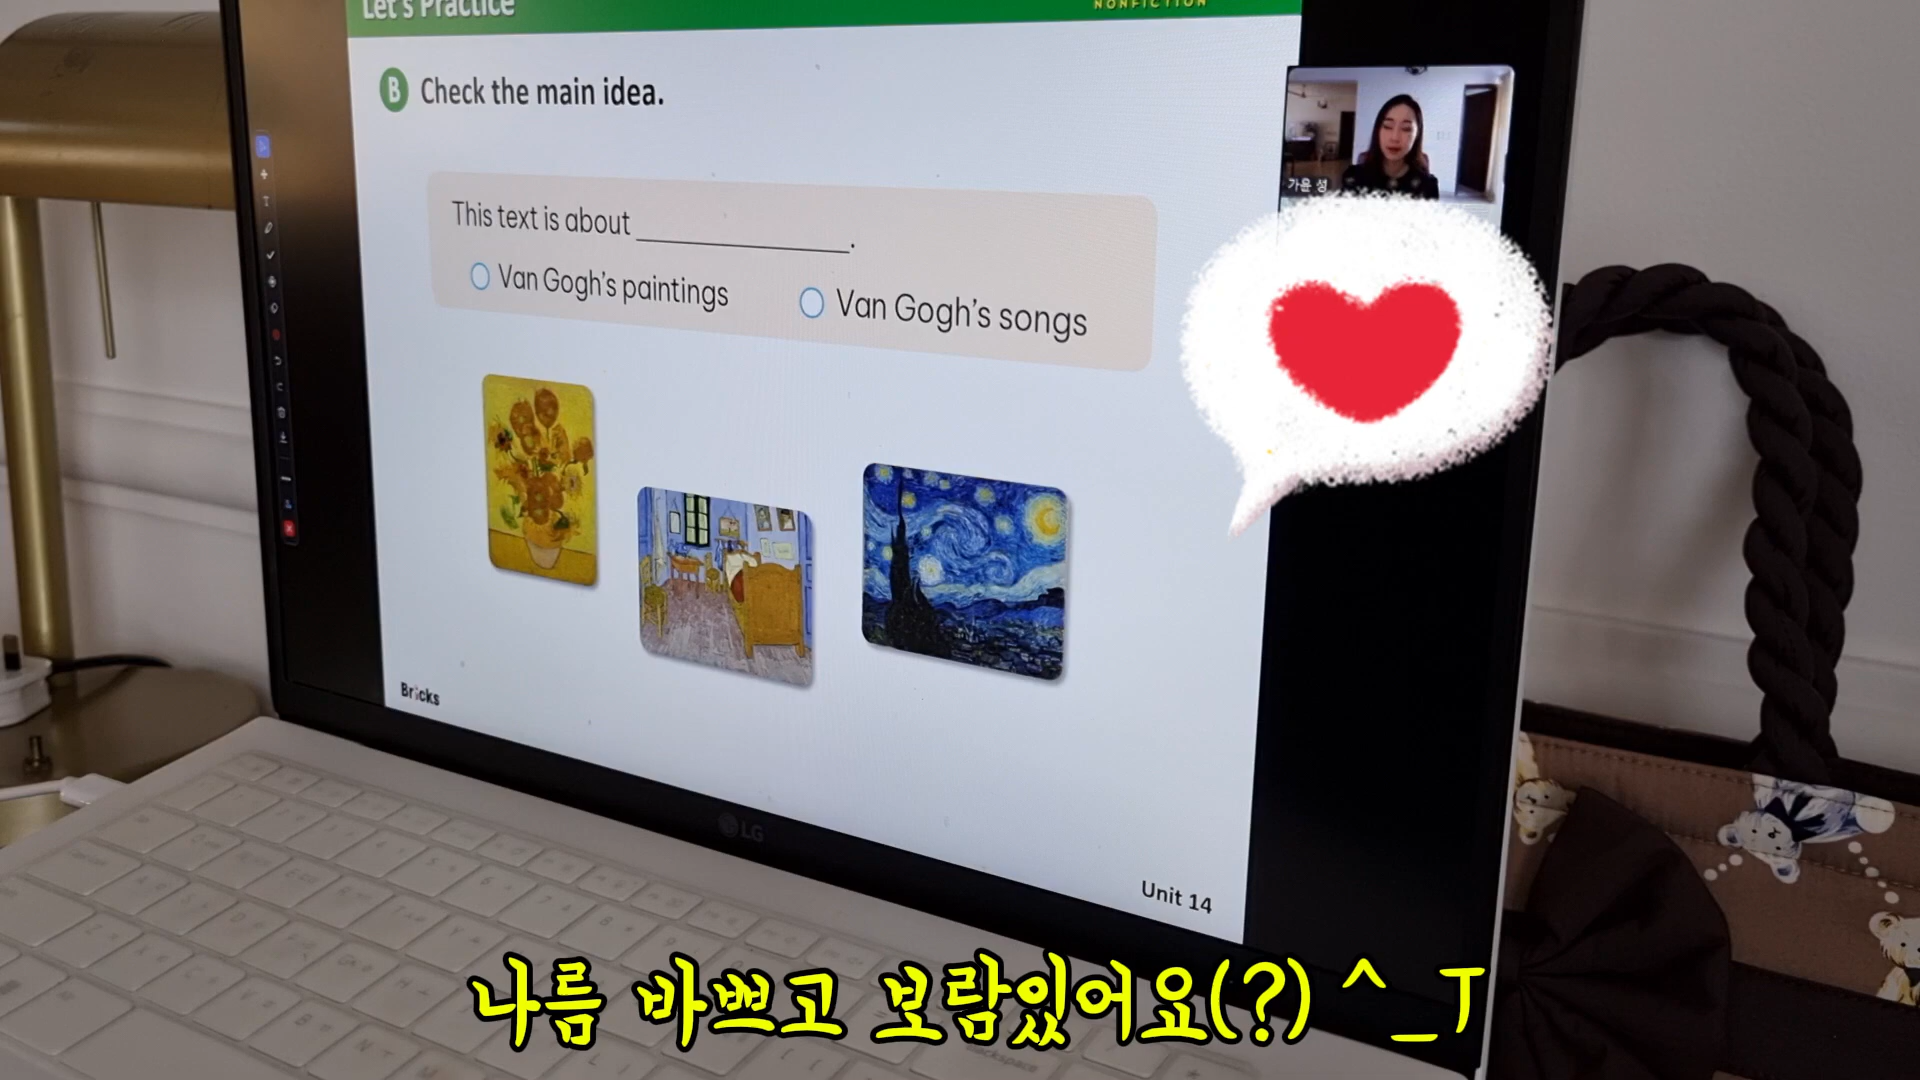 Let's Practice
NONFICTION
B Check the main idea.
This text is about ______________.
Van Gogh's paintings
Van Gogh's songs
가윤 성
Bricks
Unit 14
LG
나름 바쁘고 보람있어요(?) ^_T